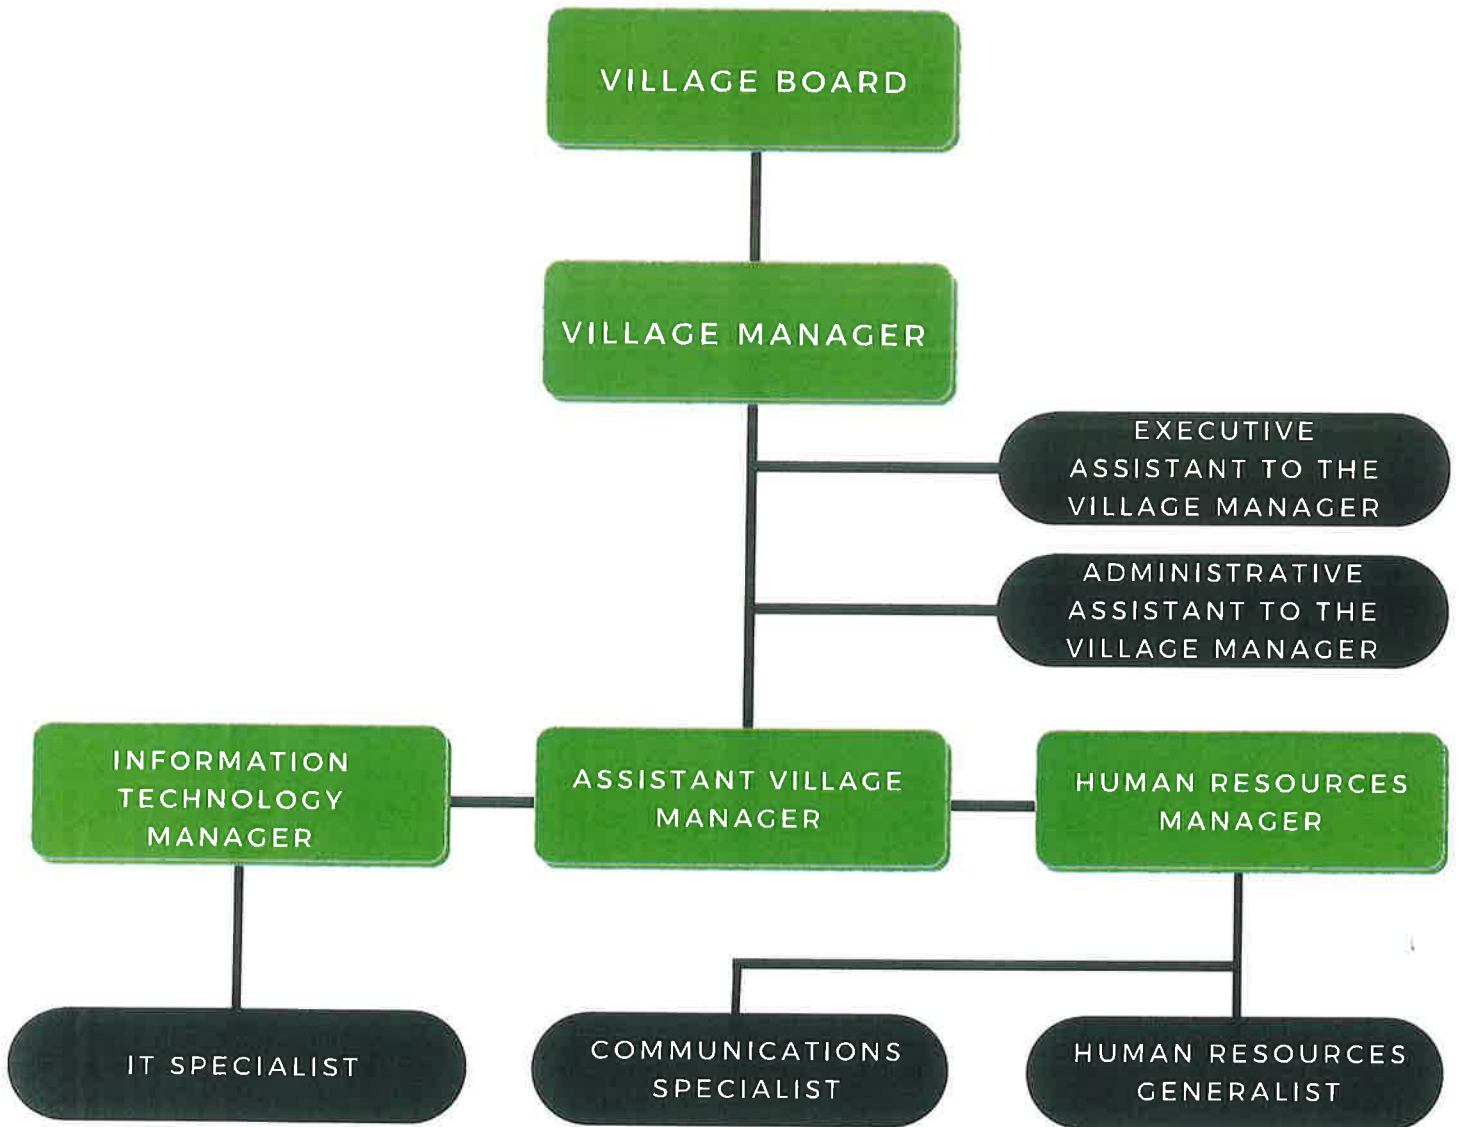 VILLAGE BOARD
VILLAGE MANAGER
EXECUTIVE
ASSISTANT TO THE
VILLAGE MANAGER
ADMINISTRATIVE
ASSISTANT TO THE
VILLAGE MANAGER
INFORMATION
TECHNOLOGY
MANAGER
ASSISTANT VILLAGE
MANAGER
HUMAN RESOURCES
MANAGER
IT SPECIALIST
COMMUNICATIONS
SPECIALIST
HUMAN RESOURCES
GENERALIST